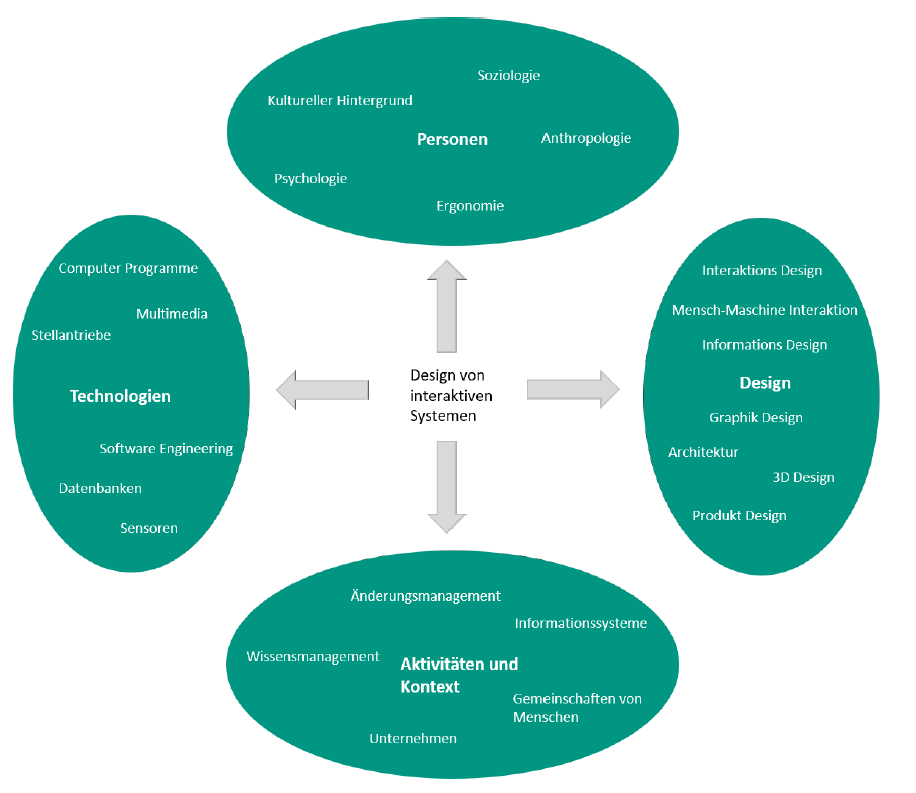 Soziologie
Kultureller Hintergrund
Personen
Anthropologie
Psychologie
Ergonomie
Computer Programme
Multimedia
Stellantriebe
Technologien
Software Engineering
Datenbanken
Sensoren
Design von
interaktiven
Systemen
Interaktions Design
Mensch-Maschine Interaktion
Informations Design
Design
Graphik Design
Architektur
3D Design
Produkt Design
Änderungsmanagement
Informationssysteme
Wissensmanagement
Aktivitäten und
Kontext
Gemeinschaften von
Menschen
Unternehmen